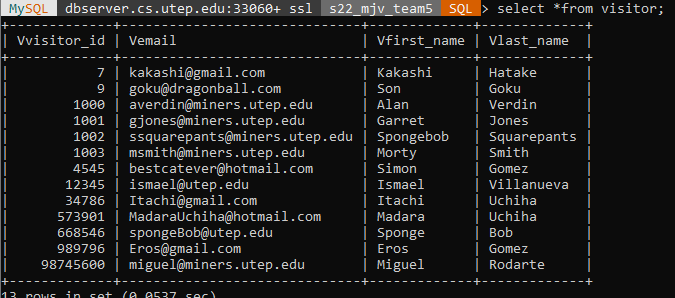 MySQL dbserver.cs.utep.edu:33060+ ssl s22_mjv_team5 SQL > select *from visitor;
+------------+----------------------------+-------------+-------------+
| Vvisitor_id | Vemail | Vfirst_name | Vlast_name |
+------------+----------------------------+-------------+-------------+
| 7 | kakashi@gmail.com | Kakashi | Hatake |
| 9 | goku@dragonball.com | Son | Goku |
| 1000 | averdin@miners.utep.edu | Alan | Verdin |
| 1001 | gjones@miners.utep.edu | Garret | Jones |
| 1002 | ssquarepants@miners.utep.edu | Spongebob | Squarepants |
| 1003 | msmith@miners.utep.edu | Morty | Smith |
| 4545 | bestcatever@hotmail.com | Simon | Gomez |
| 12345 | ismael@utep.edu | Ismael | Villanueva |
| 34786 | Itachi@gmail.com | Itachi | Uchiha |
| 573901 | MadaraUchiha@hotmail.com | Madara | Uchiha |
| 668546 | spongeBob@utep.edu | Sponge | Bob |
| 989796 | Eros@gmail.com | Eros | Gomez |
| 98745600 | miguel@miners.utep.edu | Miguel | Rodarte |
+------------+----------------------------+-------------+-------------+
13 rows in set (0.0537 sec)